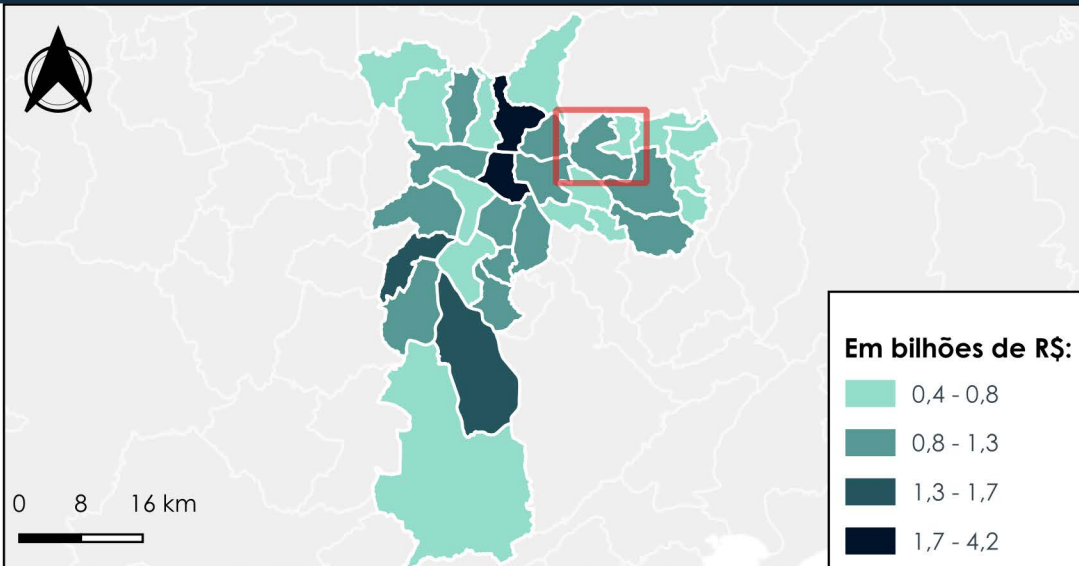 0 8 16 km
Em bilhões de R$:
0,4 - 0,8
0,8 - 1,3
1,3 - 1,7
1,7 - 4,2